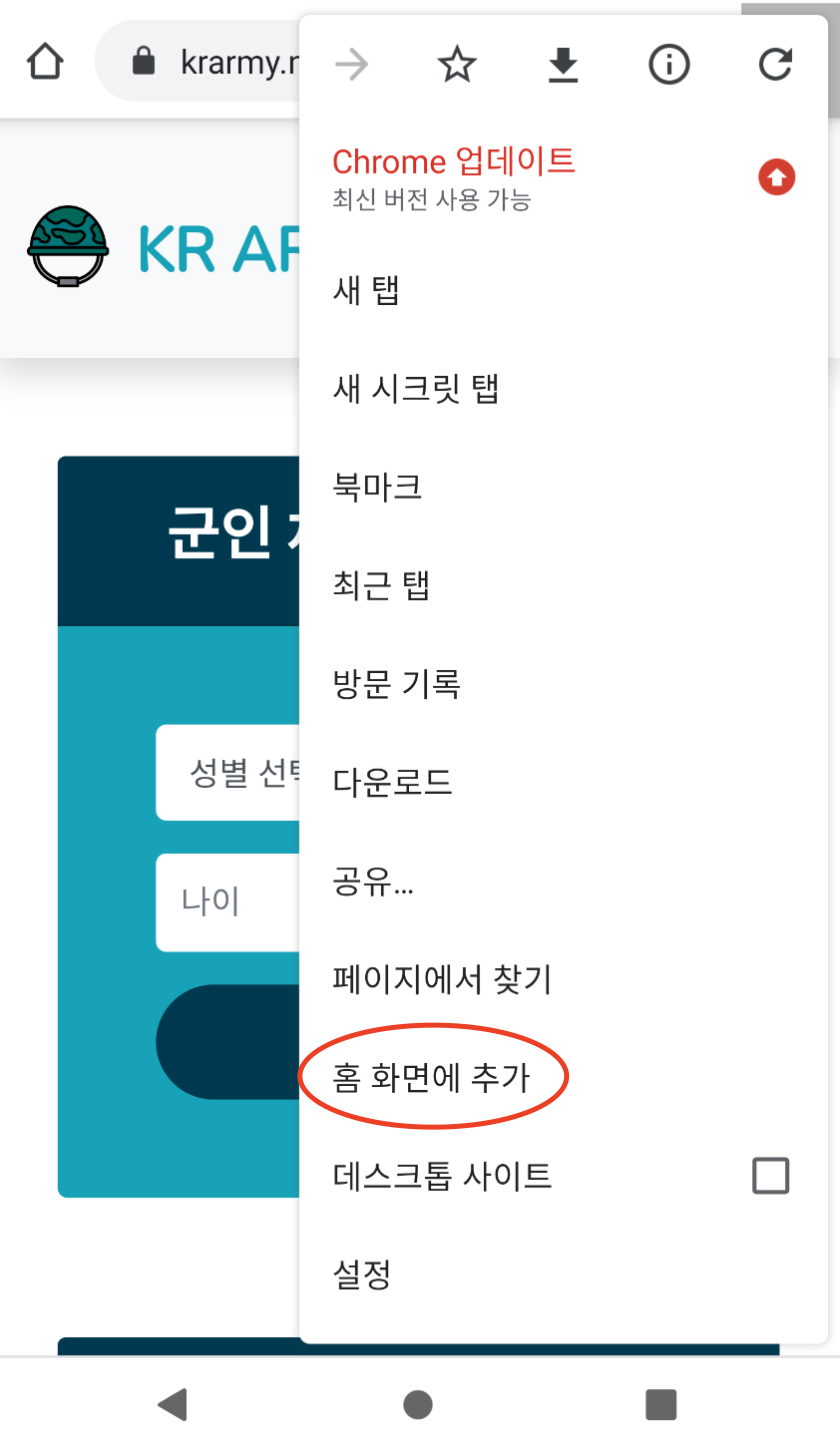 krarmy.
Chrome 업데이트
최신 버전 사용 가능
KR
새 탭
새 시크릿 탭
북마크
군인
최근 탭
방문 기록
성별
다운로드
나이
공유...
페이지에서 찾기
홈 화면에 추가
데스크톱 사이트
설정